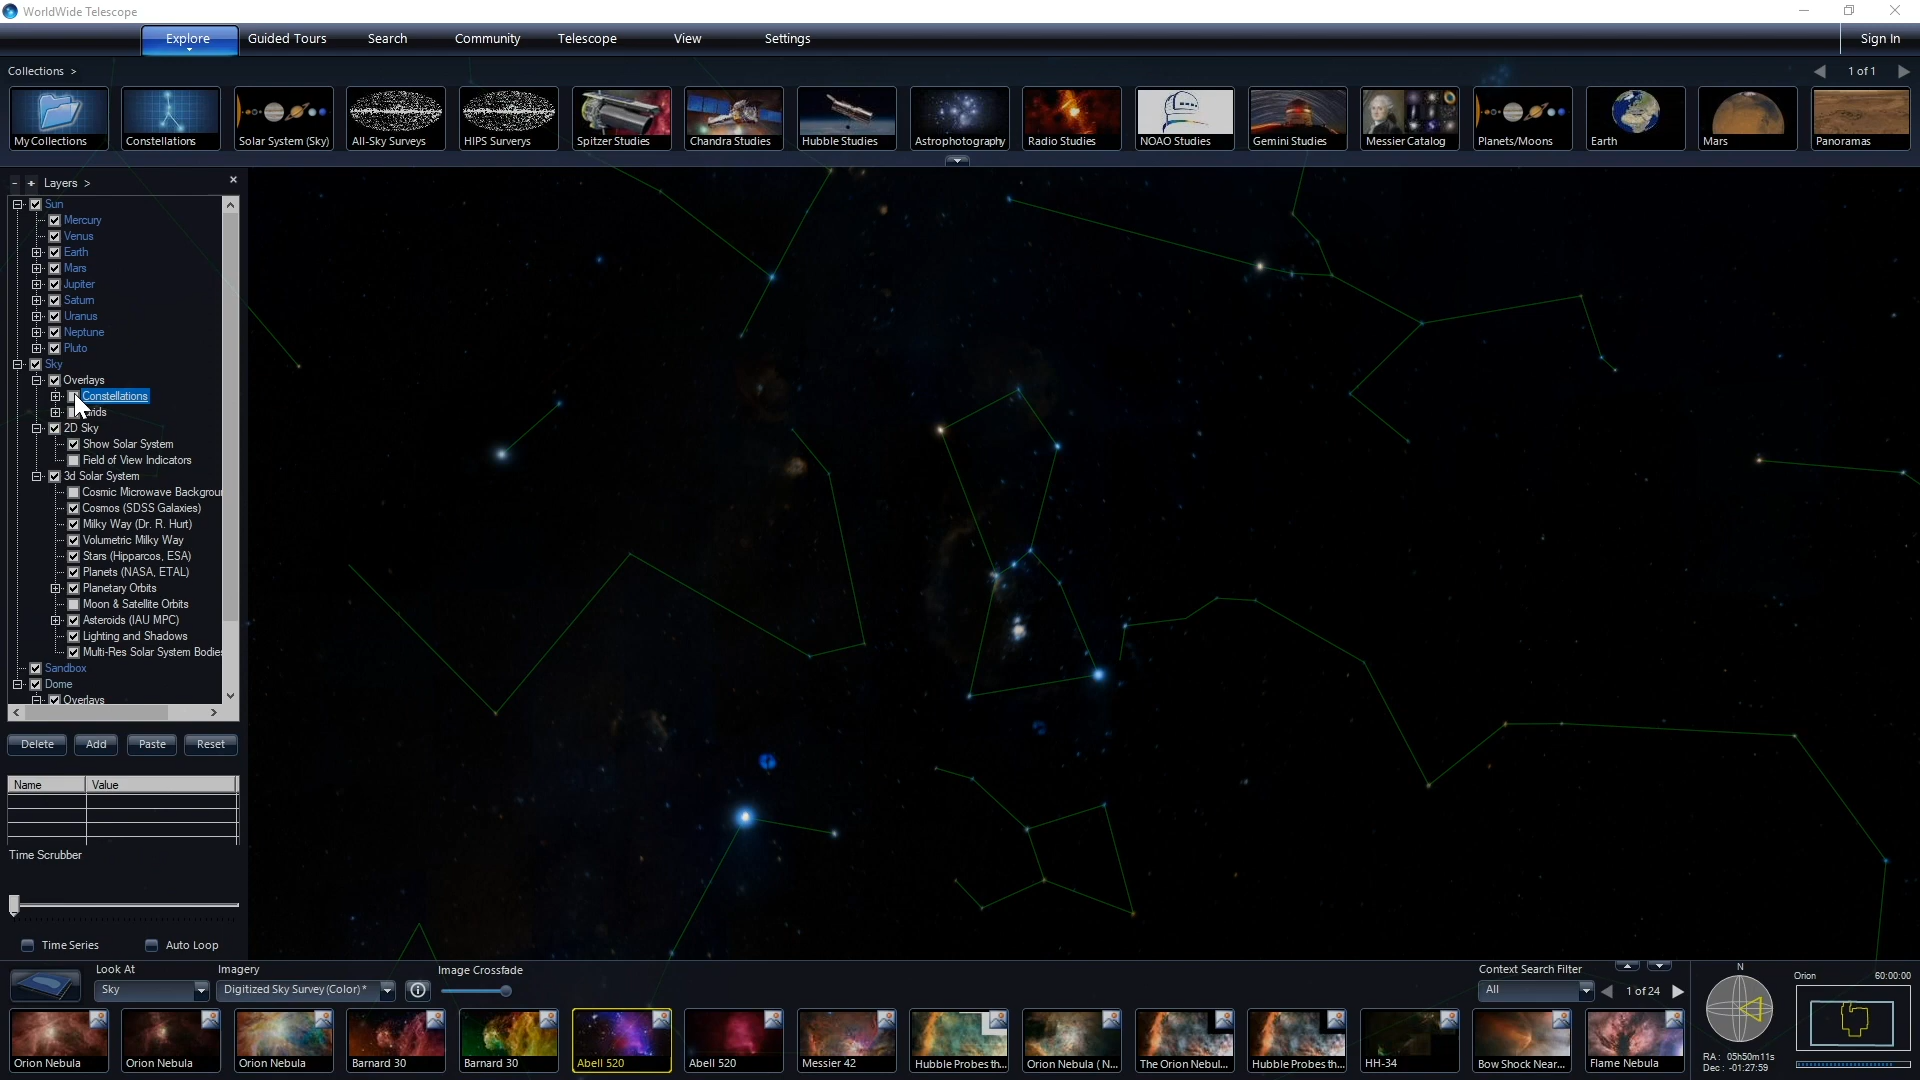 WorldWide Telescope
Explore Guided Tours Search Community Telescope View Settings Sign In
Collections > 1 of 1
My Collections Constellations Solar System (Sky) All-Sky Surveys HIPS Surverys Spitzer Studies Chandra Studies Hubble Studies Astrophotography Radio Studies NOAO Studies Gemini Studies Messier Catalog Planets/Moons Earth Mars Panoramas
Layers >
Sun
Mercury
Venus
Earth
Mars
Jupiter
Saturn
Uranus
Neptune
Pluto
Sky
Overlays
Constellations
rids
2D Sky
Show Solar System
Field of View Indicators
3d Solar System
Cosmic Microwave Backgrou
Cosmos (SDSS Galaxies)
Milky Way (Dr. R. Hurt)
Volumetric Milky Way
Stars (Hipparcos, ESA)
Planets (NASA, ETAL)
Planetary Orbits
Moon & Satellite Orbits
Asteroids (IAU MPC)
Lighting and Shadows
Multi-Res Solar System Bodies
Sandbox
Dome
Overlays
Delete Add Paste Reset
Name Value
Time Scrubber
Time Series Auto Loop
Look At Imagery Image Crossfade Context Search Filter
Sky Digitized Sky Survey (Color) * All 1 of 24
Orion Nebula Orion Nebula Orion Nebula Barnard 30 Barnard 30 Abell 520 Abell 520 Messier 42 Hubble Probes th... Orion Nebula ( N... The Orion Nebul... Hubble Probes th... HH-34 Bow Shock Near... Flame Nebula
N
RA : 05h50m11s
Dec : -01:27:59
Orion 60:00:00